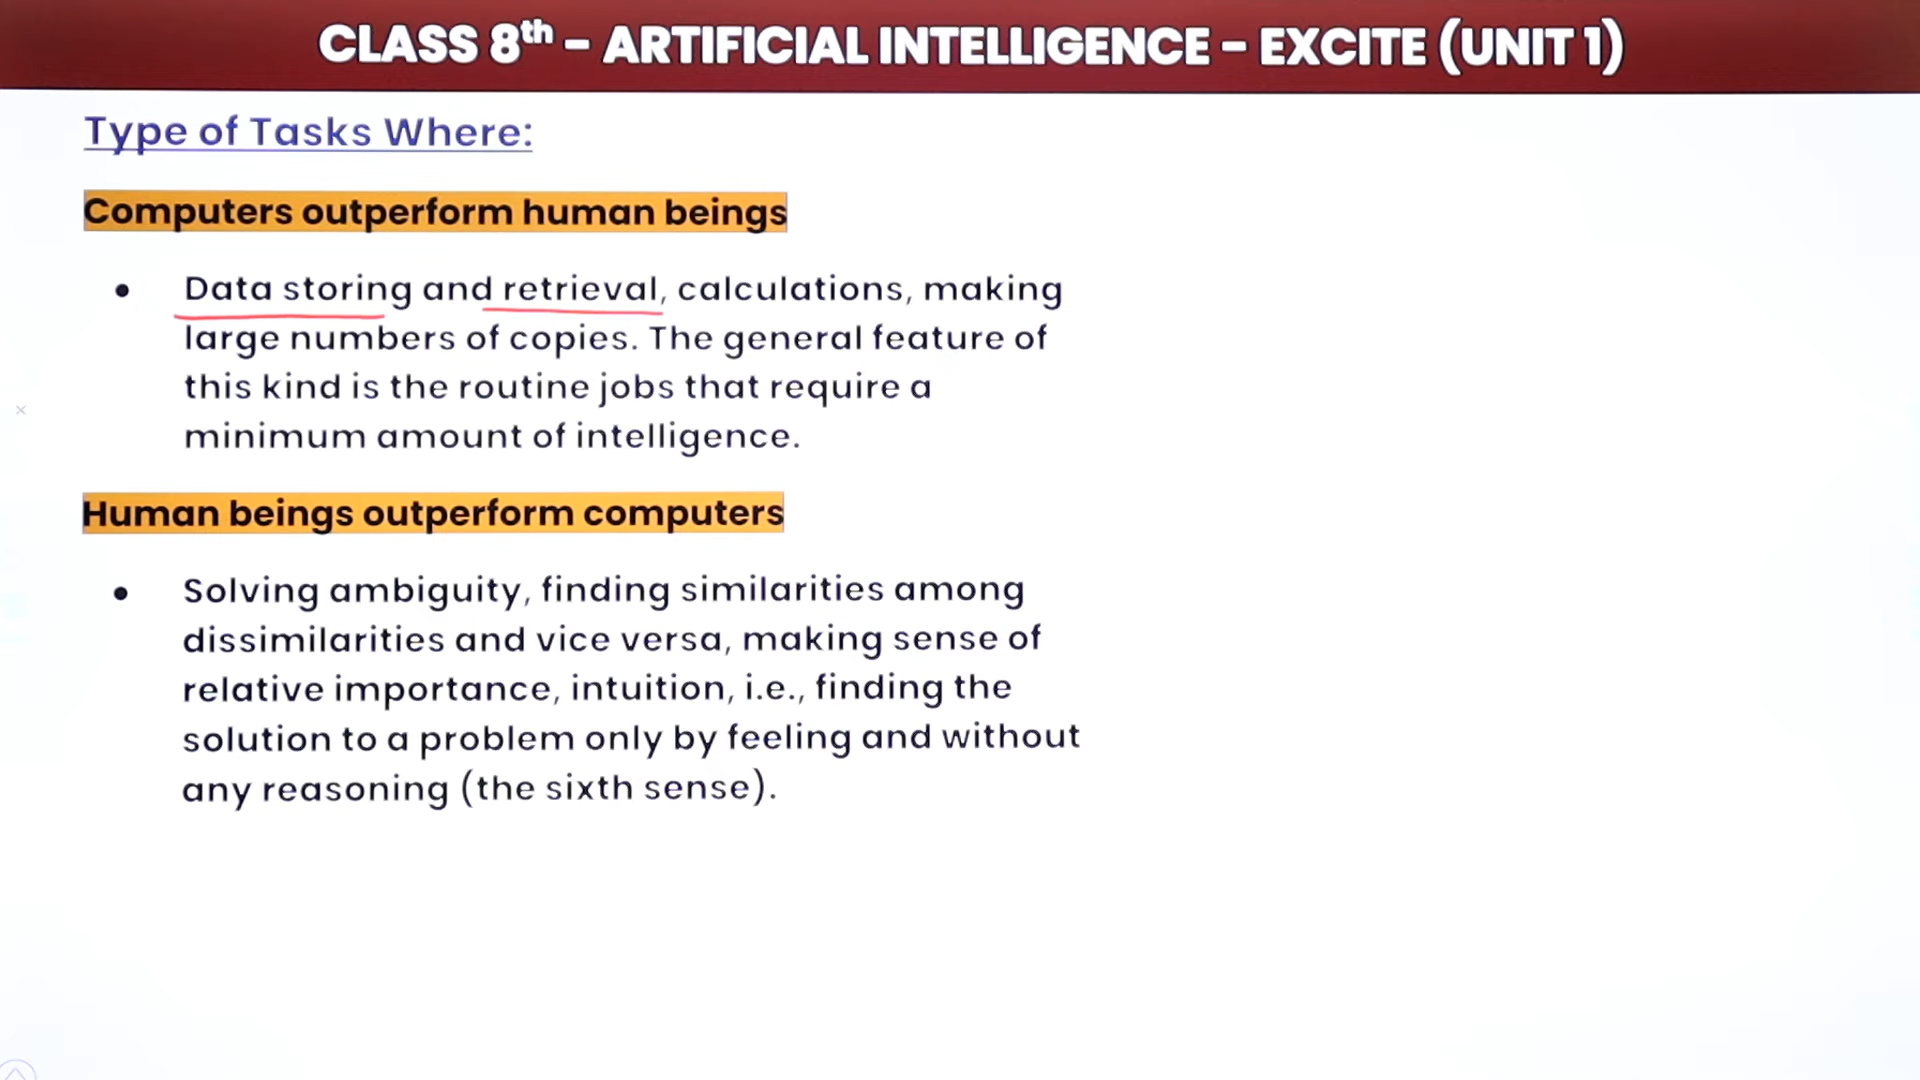 CLASS 8th - ARTIFICIAL INTELLIGENCE - EXCITE (UNIT 1)
Type of Tasks Where:
Computers outperform human beings
• Data storing and retrieval, calculations, making
large numbers of copies. The general feature of
this kind is the routine jobs that require a
minimum amount of intelligence.
Human beings outperform computers
• Solving ambiguity, finding similarities among
dissimilarities and vice versa, making sense of
relative importance, intuition, i.e., finding the
solution to a problem only by feeling and without
any reasoning (the sixth sense).